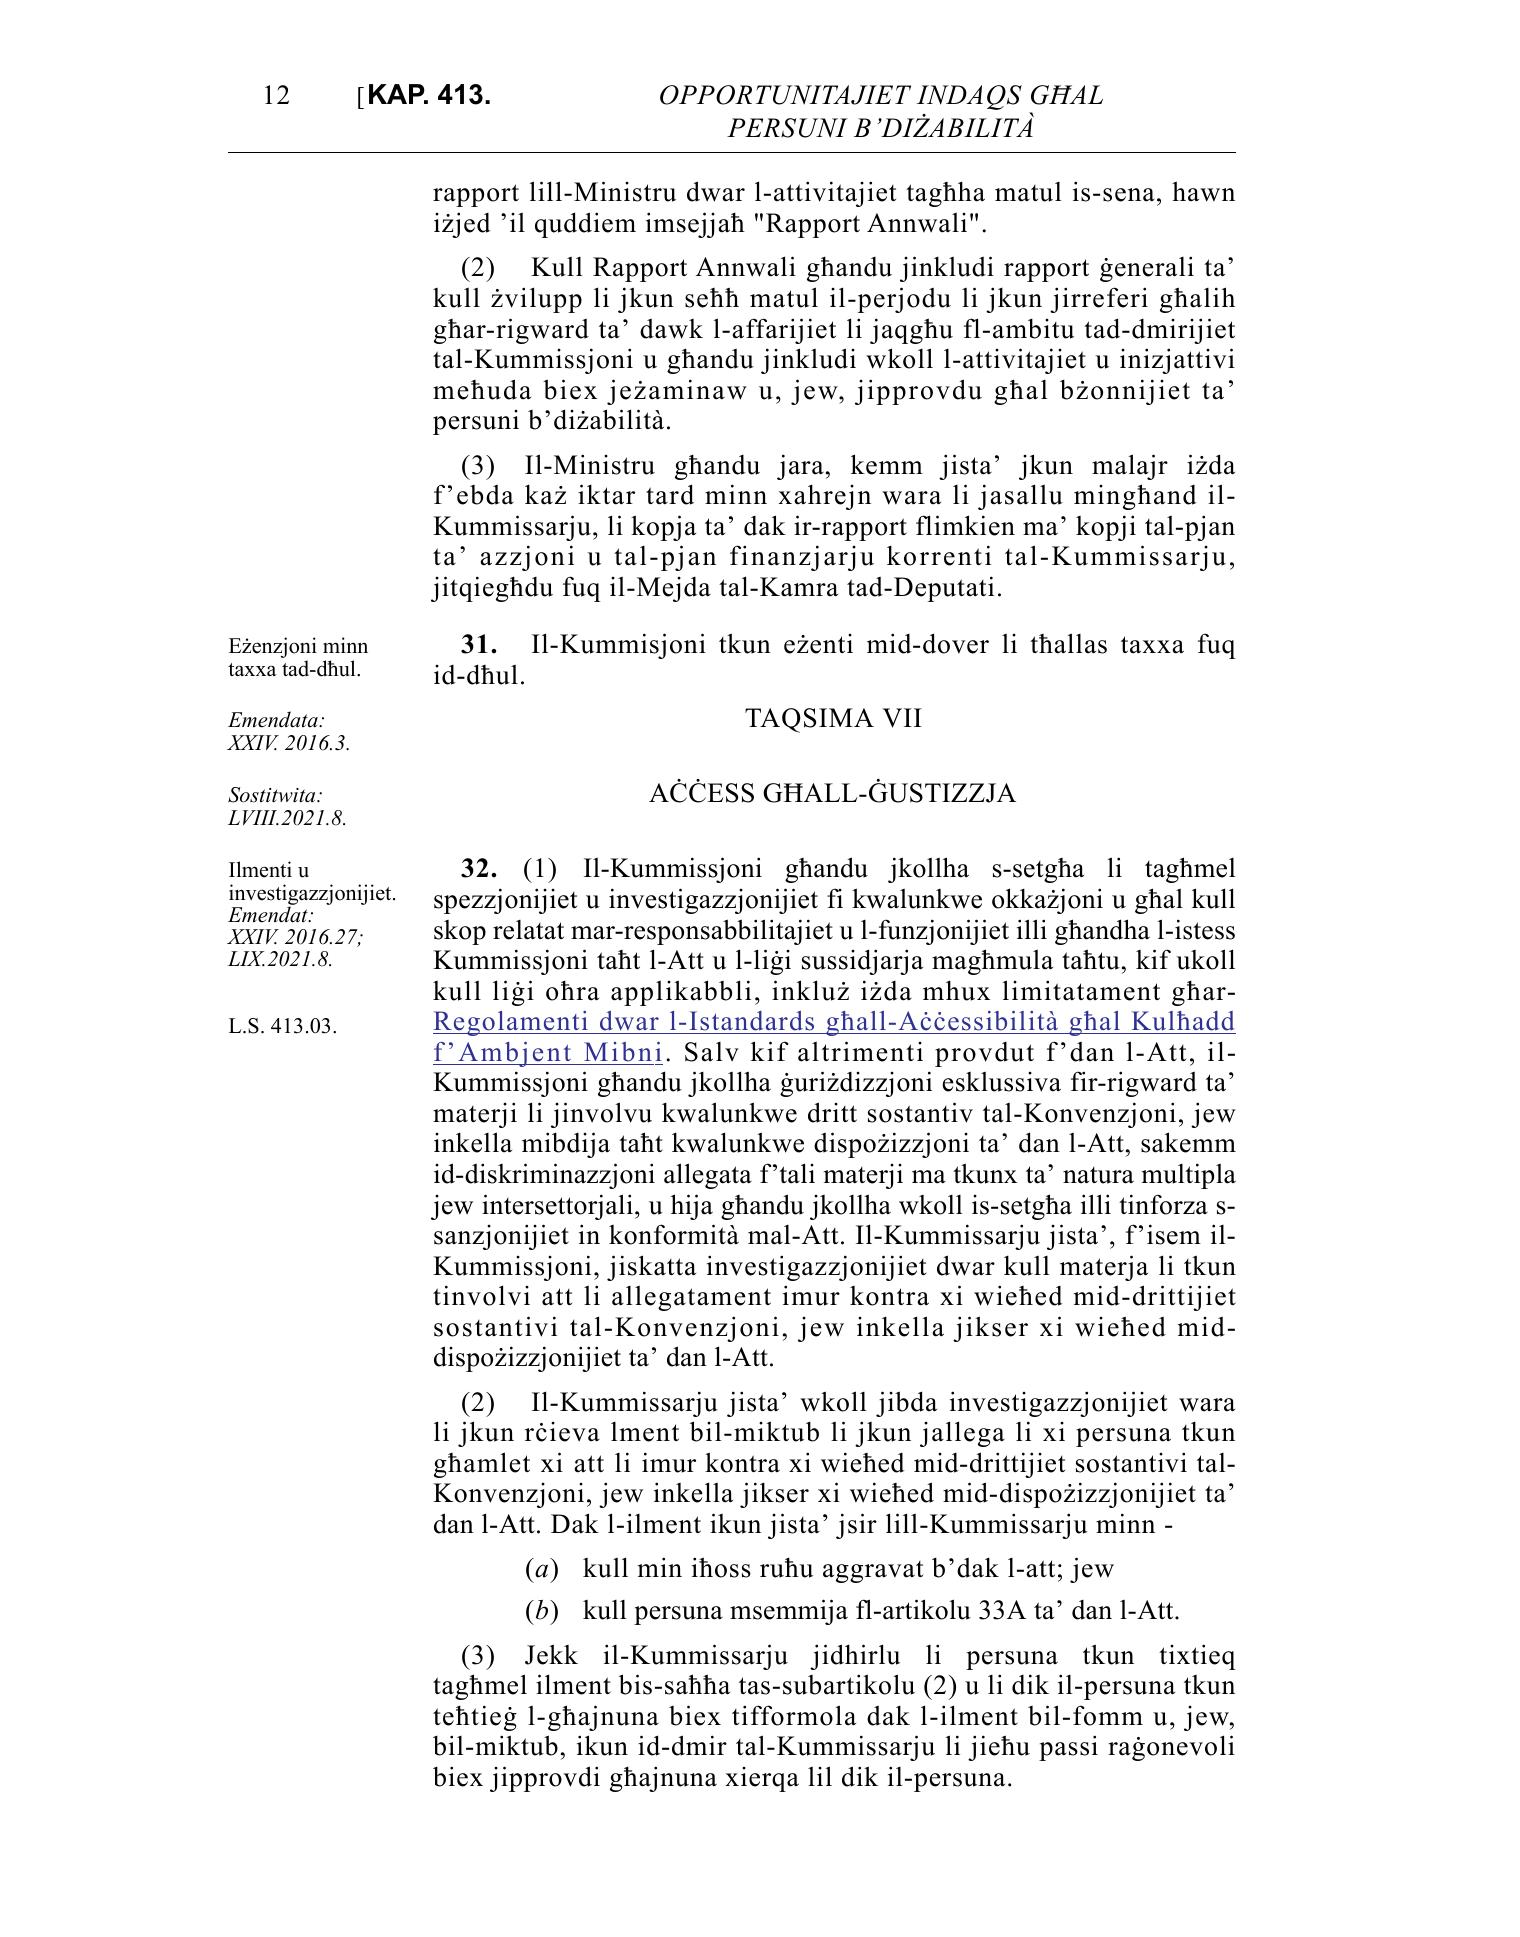 12 [KAP. 413. OPPORTUNITAJIET INDAQS GĦAL
PERSUNI B’DIŻABILITÀ
rapport lill-Ministru dwar l-attivitajiet tagħha matul is-sena, hawn
iżjed ’il quddiem imsejjaħ "Rapport Annwali".
(2) Kull Rapport Annwali għandu jinkludi rapport ġenerali ta’
kull żvilupp li jkun seħħ matul il-perjodu li jkun jirreferi għalih
għar-rigward ta’ dawk l-affarijiet li jaqgħu fl-ambitu tad-dmirijiet
tal-Kummissjoni u għandu jinkludi wkoll l-attivitajiet u inizjattivi
meħuda biex jeżaminaw u, jew, jipprovdu għal bżonnijiet ta’
persuni b’diżabilità.
(3) Il-Ministru għandu jara, kemm jista’ jkun malajr iżda
f’ebda każ iktar tard minn xahrejn wara li jasallu mingħand il-
Kummissarju, li kopja ta’ dak ir-rapport flimkien ma’ kopji tal-pjan
ta’ azzjoni u tal-pjan finanzjarju korrenti tal-Kummissarju,
jitqiegħdu fuq il-Mejda tal-Kamra tad-Deputati.
Eżenzjoni minn
taxxa tad-dħul.
31. Il-Kummisjoni tkun eżenti mid-dover li tħallas taxxa fuq
id-dħul.
Emendata:
XXIV. 2016.3.
TAQSIMA VII
Sostitwita:
LVIII.2021.8.
AĊĊESS GĦALL-ĠUSTIZZJA
Ilmenti u
investigazzjonijiet.
Emendat:
XXIV. 2016.27;
LIX.2021.8.
L.S. 413.03.
32. (1) Il-Kummissjoni għandu jkollha s-setgħa li tagħmel
spezzjonijiet u investigazzjonijiet fi kwalunkwe okkażjoni u għal kull
skop relatat mar-responsabbilitajiet u l-funzjonijiet illi għandha l-istess
Kummissjoni taħt l-Att u l-liġi sussidjarja magħmula taħtu, kif ukoll
kull liġi oħra applikabbli, inkluż iżda mhux limitatament għar-
Regolamenti dwar l-Istandards għall-Aċċessibilità għal Kulħadd
f’Ambjent Mibni. Salv kif altrimenti provdut f’dan l-Att, il-
Kummissjoni għandu jkollha ġuriżdizzjoni esklussiva fir-rigward ta’
materji li jinvolvu kwalunkwe dritt sostantiv tal-Konvenzjoni, jew
inkella mibdija taħt kwalunkwe dispożizzjoni ta’ dan l-Att, sakemm
id-diskriminazzjoni allegata f’tali materji ma tkunx ta’ natura multipla
jew intersettorjali, u hija għandu jkollha wkoll is-setgħa illi tinforza s-
sanzjonijiet in konformità mal-Att. Il-Kummissarju jista’, f’isem il-
Kummissjoni, jiskatta investigazzjonijiet dwar kull materja li tkun
tinvolvi att li allegatament imur kontra xi wieħed mid-drittijiet
sostantivi tal-Konvenzjoni, jew inkella jikser xi wieħed mid-
dispożizzjonijiet ta’ dan l-Att.
(2) Il-Kummissarju jista’ wkoll jibda investigazzjonijiet wara
li jkun rċieva lment bil-miktub li jkun jallega li xi persuna tkun
għamlet xi att li imur kontra xi wieħed mid-drittijiet sostantivi tal-
Konvenzjoni, jew inkella jikser xi wieħed mid-dispożizzjonijiet ta’
dan l-Att. Dak l-ilment ikun jista’ jsir lill-Kummissarju minn -
(a) kull min iħoss ruħu aggravat b’dak l-att; jew
(b) kull persuna msemmija fl-artikolu 33A ta’ dan l-Att.
(3) Jekk il-Kummissarju jidhirlu li persuna tkun tixtieq
tagħmel ilment bis-saħħa tas-subartikolu (2) u li dik il-persuna tkun
teħtieġ l-għajnuna biex tifformola dak l-ilment bil-fomm u, jew,
bil-miktub, ikun id-dmir tal-Kummissarju li jieħu passi raġonevoli
biex jipprovdi għajnuna xierqa lil dik il-persuna.